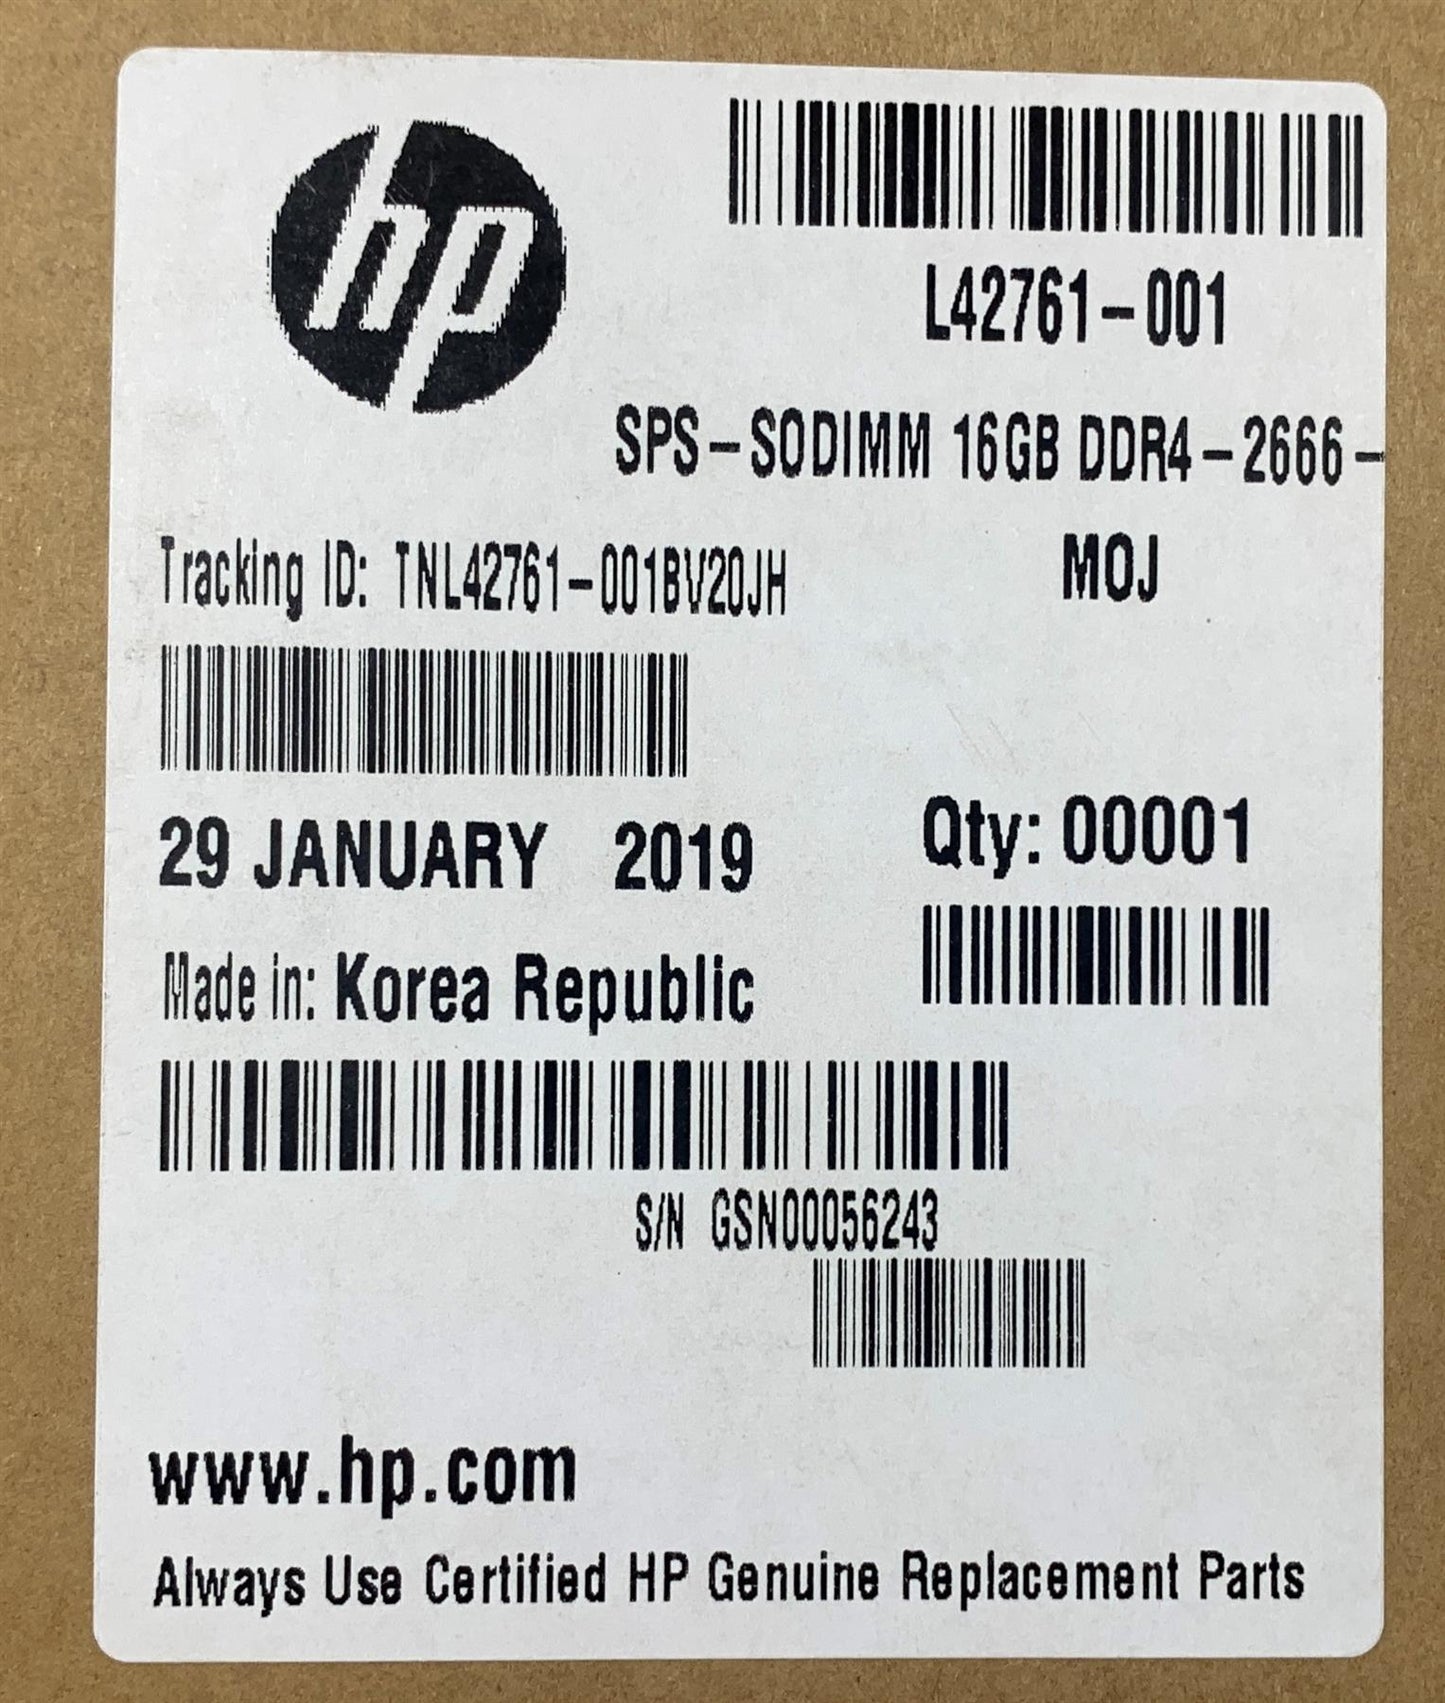 hp
L42761-001
SPS-SODIMM 16GB DDR4-2666-
Tracking ID: TNL42761-001BV20JH
MOJ
29 JANUARY 2019
Qty: 00001
Made in: Korea Republic
S/N GSN00056243
www.hp.com
Always Use Certified HP Genuine Replacement Parts